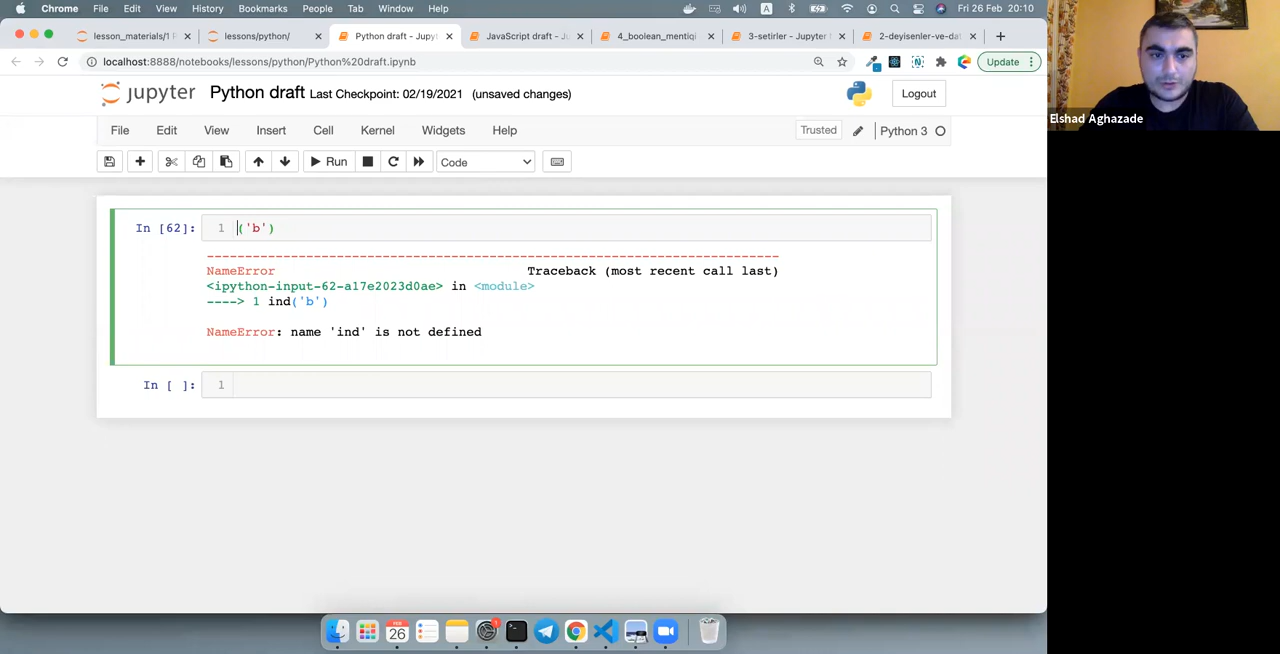 Chrome File Edit View History Bookmarks People Tab Window Help A Fri 26 Feb 20:10
lesson_materials/1 lessons/python/ Python draft - Jupyt JavaScript draft - Ju 4_boolean_mentiqi 3-setirler - Jupyter 2-deyisenler-ve-dat
localhost:8888/notebooks/lessons/python/Python%20draft.ipynb Update
jupyter Python draft Last Checkpoint: 02/19/2021 (unsaved changes) Logout
File Edit View Insert Cell Kernel Widgets Help Trusted Python 3
Run Code
In [62]: 1 ('b')
---------------------------------------------------------------------------
NameError Traceback (most recent call last)
<ipython-input-62-a17e2023d0ae> in <module>
----> 1 ind('b')
NameError: name 'ind' is not defined
In [ ]: 1
Elshad Aghazade
FEB
26
1